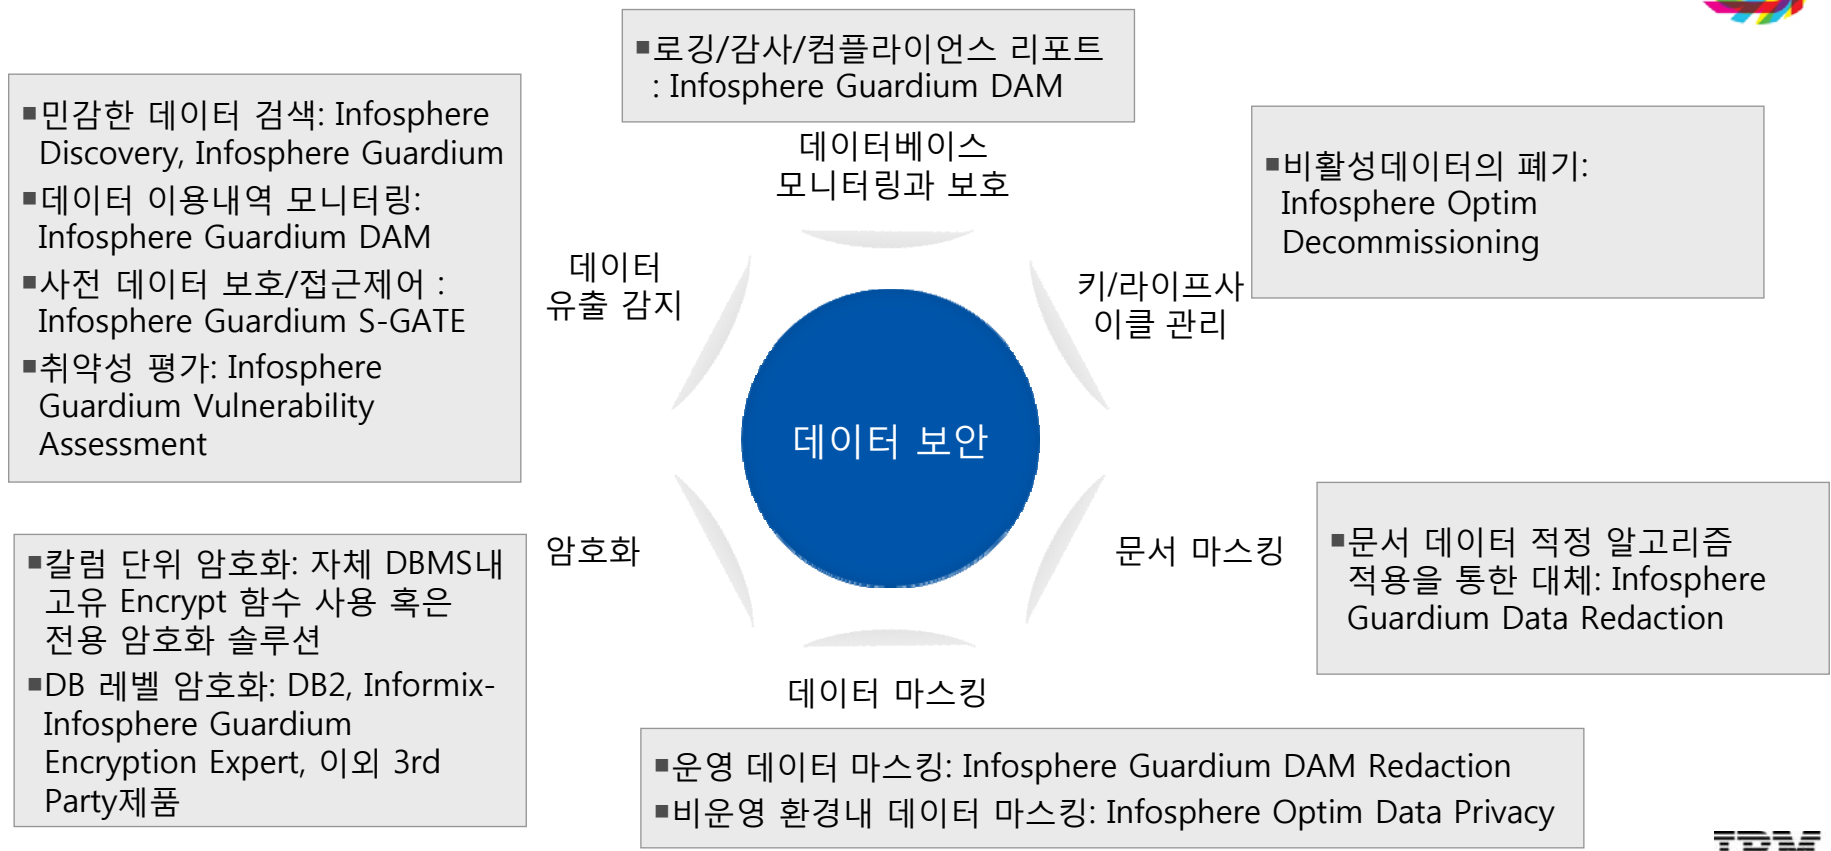 ■로깅/감사/컴플라이언스 리포트
: Infosphere Guardium DAM
■민감한 데이터 검색: Infosphere
Discovery, Infosphere Guardium
■데이터 이용내역 모니터링:
Infosphere Guardium DAM
■사전 데이터 보호/접근제어 :
Infosphere Guardium S-GATE
■취약성 평가: Infosphere
Guardium Vulnerability
Assessment
데이터베이스
모니터링과 보호
■비활성데이터의 폐기:
Infosphere Optim
Decommissioning
데이터
유출 감지
키/라이프사
이클 관리
데이터 보안
■칼럼 단위 암호화: 자체 DBMS내
고유 Encrypt 함수 사용 혹은
전용 암호화 솔루션
■DB 레벨 암호화: DB2, Informix-
Infosphere Guardium
Encryption Expert, 이외 3rd
Party제품
암호화
문서 마스킹
■문서 데이터 적정 알고리즘
적용을 통한 대체: Infosphere
Guardium Data Redaction
데이터 마스킹
■운영 데이터 마스킹: Infosphere Guardium DAM Redaction
■비운영 환경내 데이터 마스킹: Infosphere Optim Data Privacy
IBM